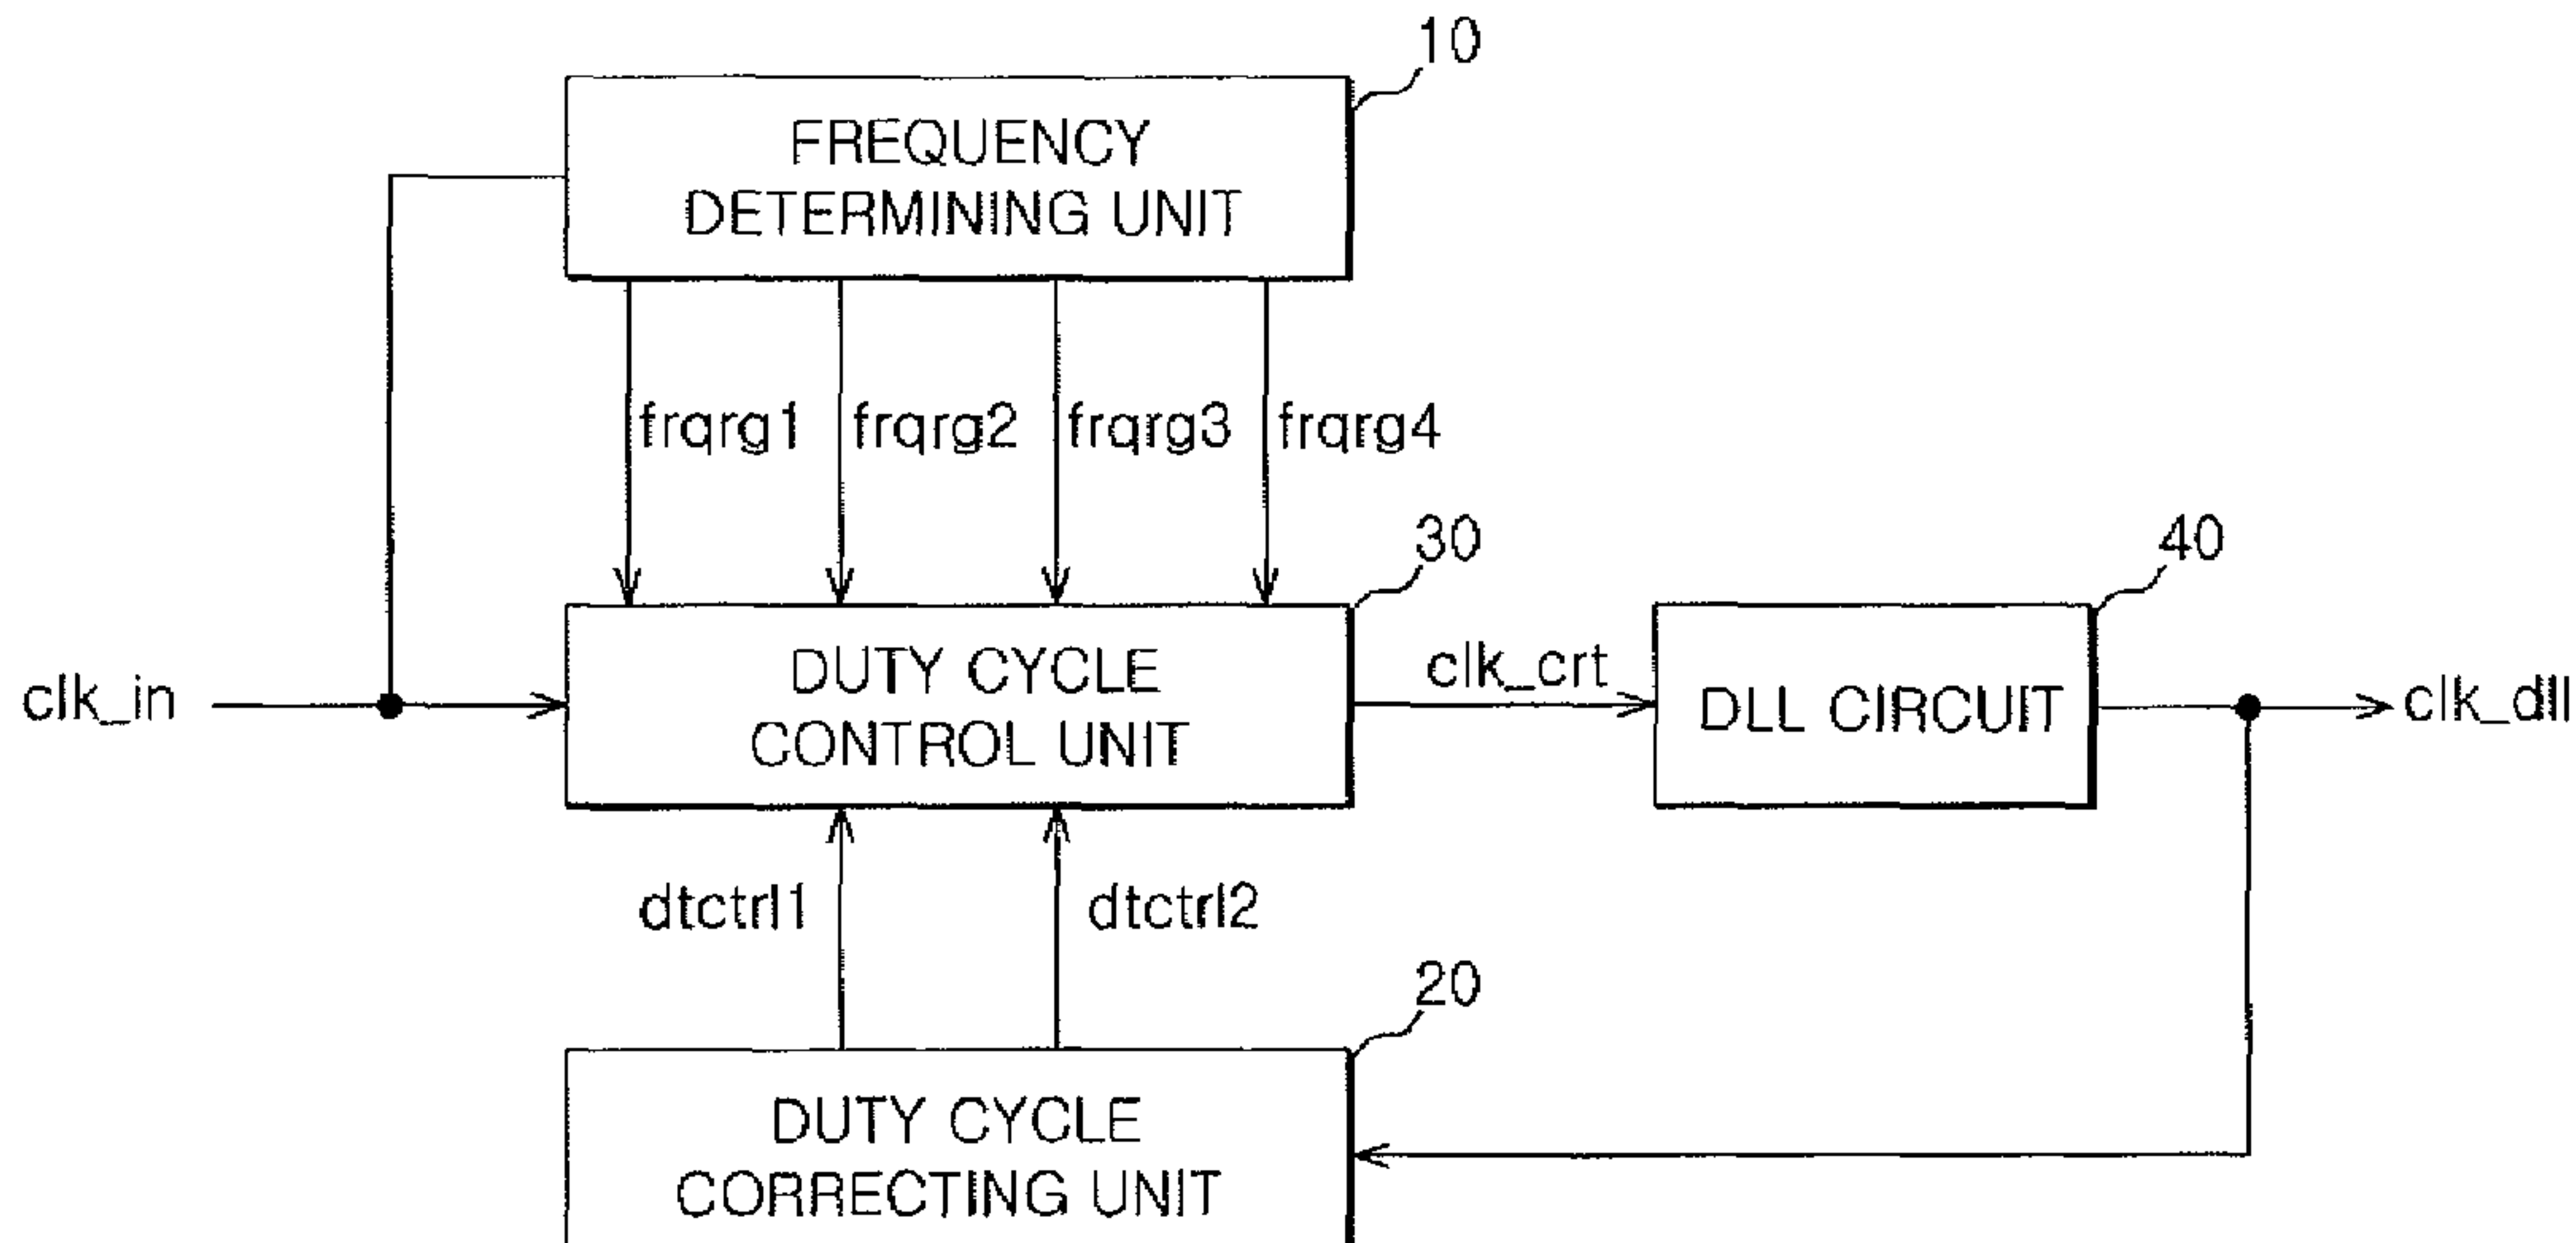 10
FREQUENCY
DETERMINING UNIT
frqrg1 frqrg2 frqrg3 frqrg4
30
40
clk_in
DUTY CYCLE
CONTROL UNIT
clk_crt
DLL CIRCUIT
clk_dll
dtctrl1 dtctrl2
20
DUTY CYCLE
CORRECTING UNIT